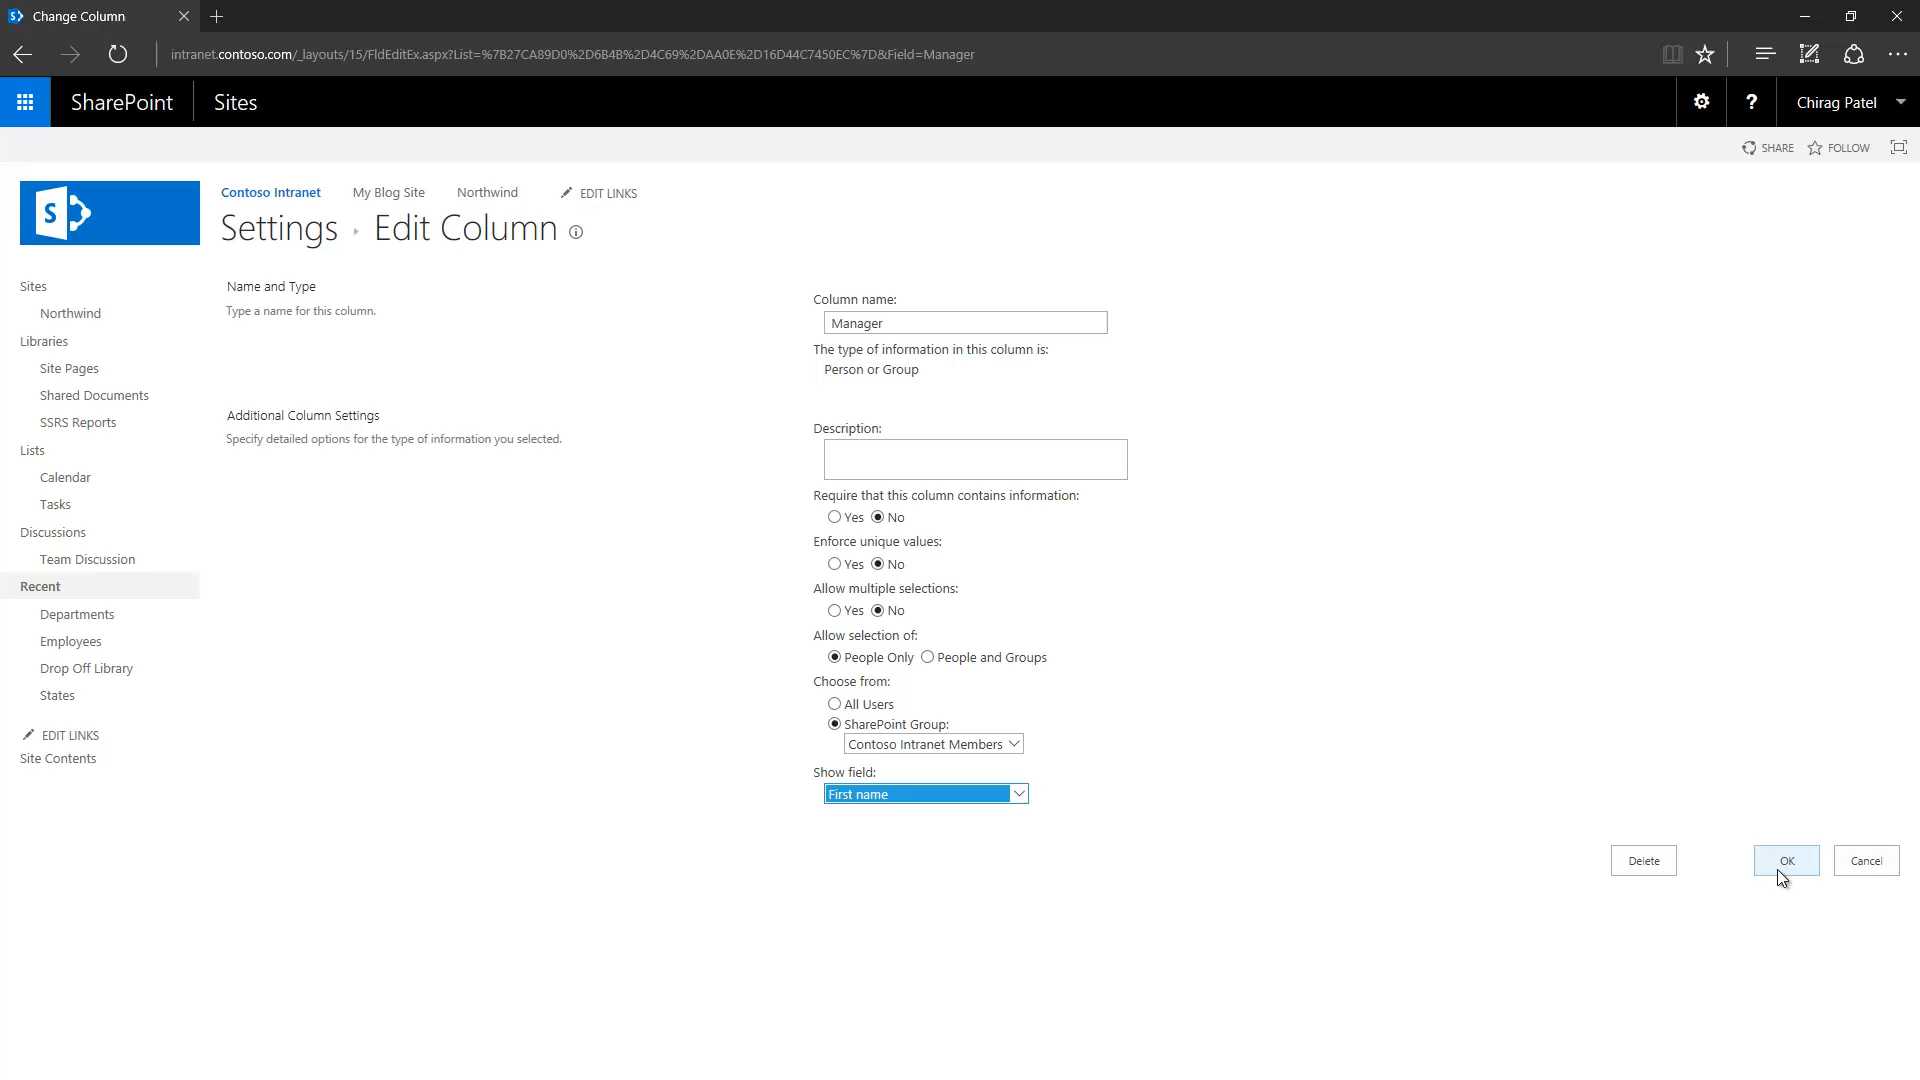 Change Column
intranet.contoso.com/_layouts/15/FldEditEx.aspx?List=%7B27CA89D0%2D6B4B%2D4C69%2DAA0E%2D16D44C7450EC%7D&Field=Manager
SharePoint
Sites
?
Chirag Patel
SHARE
FOLLOW
S
Contoso Intranet
My Blog Site
Northwind
EDIT LINKS
Settings ▸ Edit Column
Sites
Northwind
Libraries
Site Pages
Shared Documents
SSRS Reports
Lists
Calendar
Tasks
Discussions
Team Discussion
Recent
Departments
Employees
Drop Off Library
States
EDIT LINKS
Site Contents
Name and Type
Type a name for this column.
Column name:
Manager
The type of information in this column is:
Person or Group
Additional Column Settings
Specify detailed options for the type of information you selected.
Description:
Require that this column contains information:
Yes No
Enforce unique values:
Yes No
Allow multiple selections:
Yes No
Allow selection of:
People Only People and Groups
Choose from:
All Users
SharePoint Group:
Contoso Intranet Members
Show field:
First name
Delete
OK
Cancel